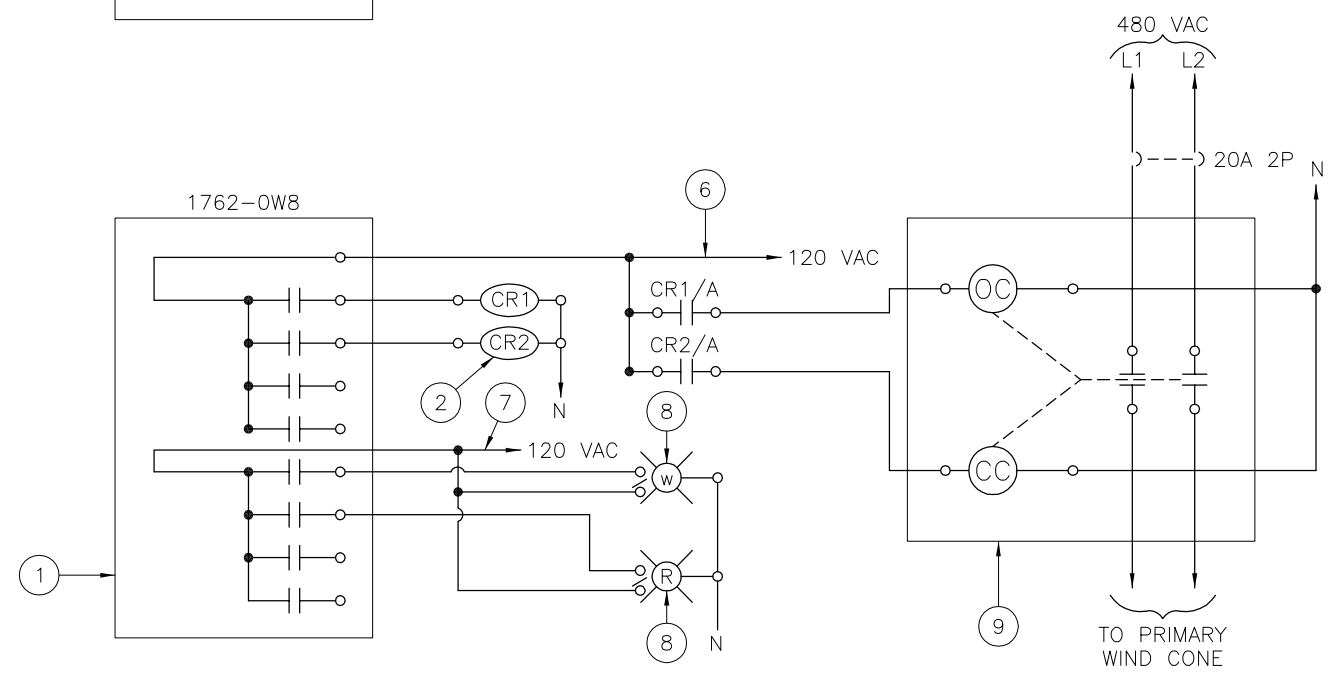 480 VAC
L1 L2
20A 2P
N
6
1762-OW8
120 VAC
CR1/A
OC
CR1
CR2/A
CR2
2
7
N
8
120 VAC
W
CC
1
R
9
8
N
TO PRIMARY
WIND CONE